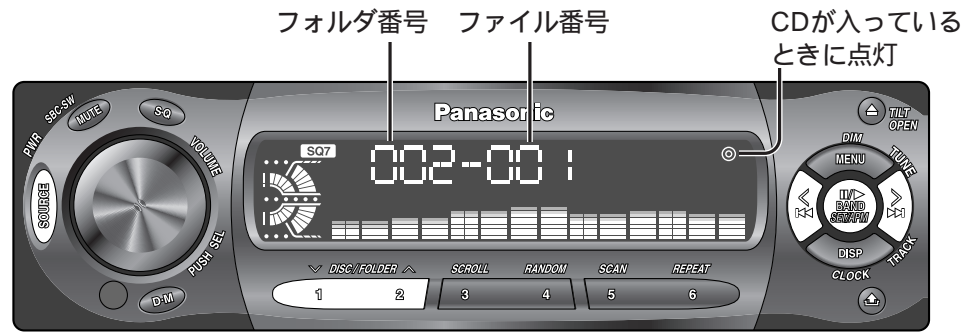 フォルダ番号 ファイル番号 CDが入っている
ときに点灯
Panasonic
PWR SBC-SW MUTE S·Q VOLUME
SOURCE
PUSH SEL
D·M
SQ7 002-001
DISC/FOLDER SCROLL RANDOM SCAN REPEAT
1 2 3 4 5 6
TILT
OPEN
DIM
MENU
TUNE
BAND
SET/APM
DISP
TRACK
CLOCK